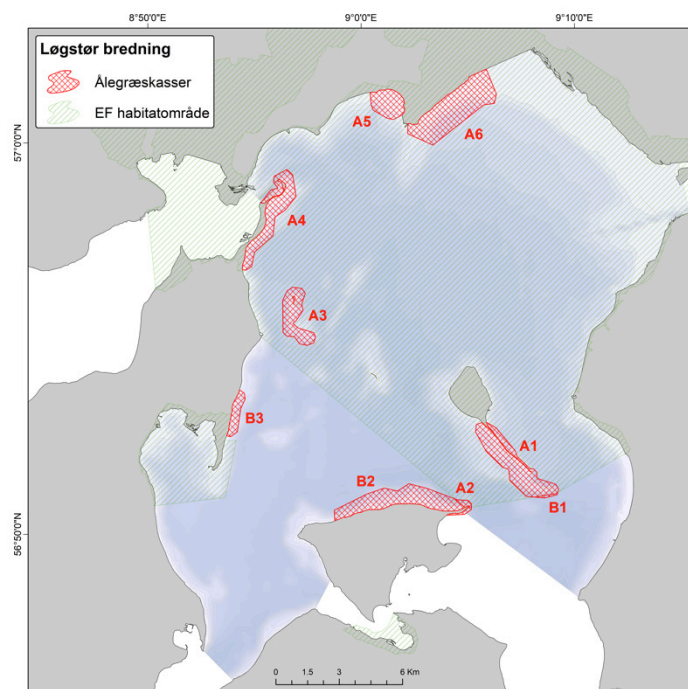 8°50'0"E
9°0'0"E
9°10'0"E
Løgstør bredning
Ålegræskasser
EF habitatområde
57°0'0"N
56°50'0"N
A5
A6
A4
A3
B3
A1
B2
A2
B1
0 1.5 3 6 Km